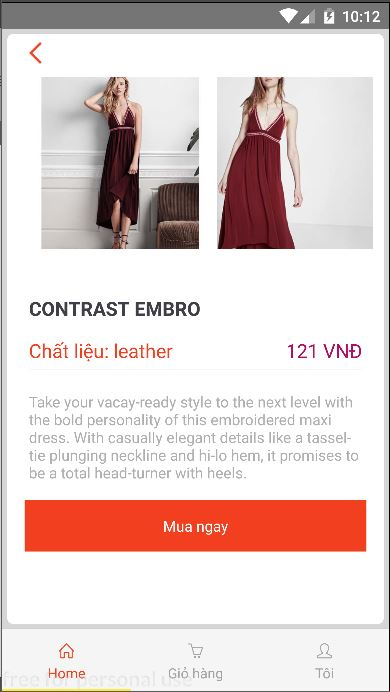 10:12
CONTRAST EMBRO
Chất liệu: leather 121 VNĐ
Take your vacay-ready style to the next level with
the bold personality of this embroidered maxi
dress. With casually elegant details like a tassel-
tie plunging neckline and hi-lo hem, it promises to
be a total head-turner with heels.
Mua ngay
Home Giỏ hàng Tôi
free for personal use